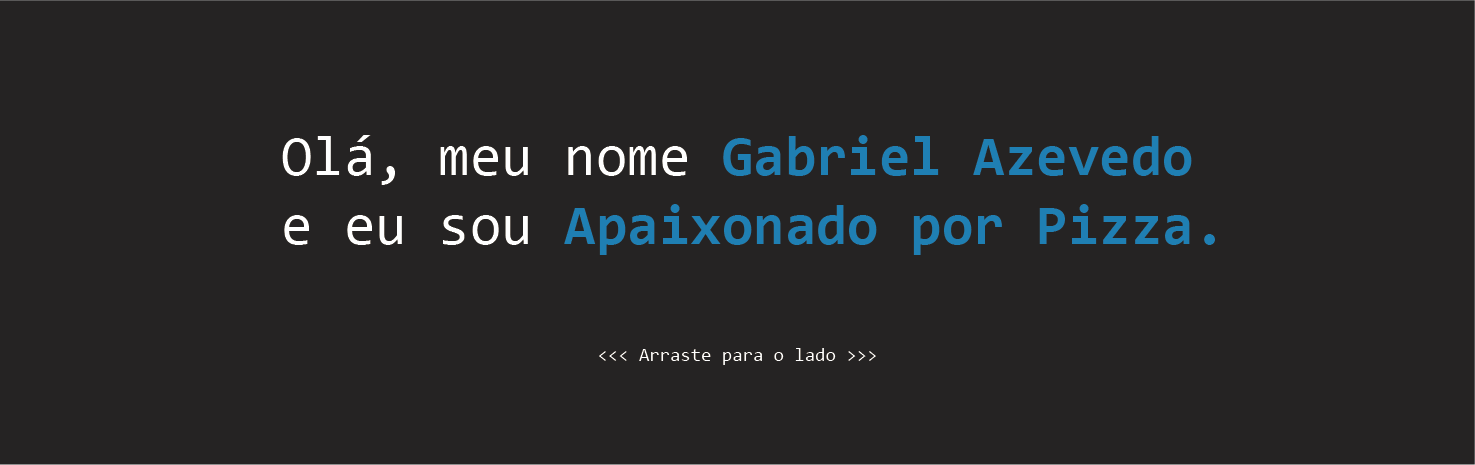 Olá, meu nome Gabriel Azevedo
e eu sou Apaixonado por Pizza.
<<< Arraste para o lado >>>